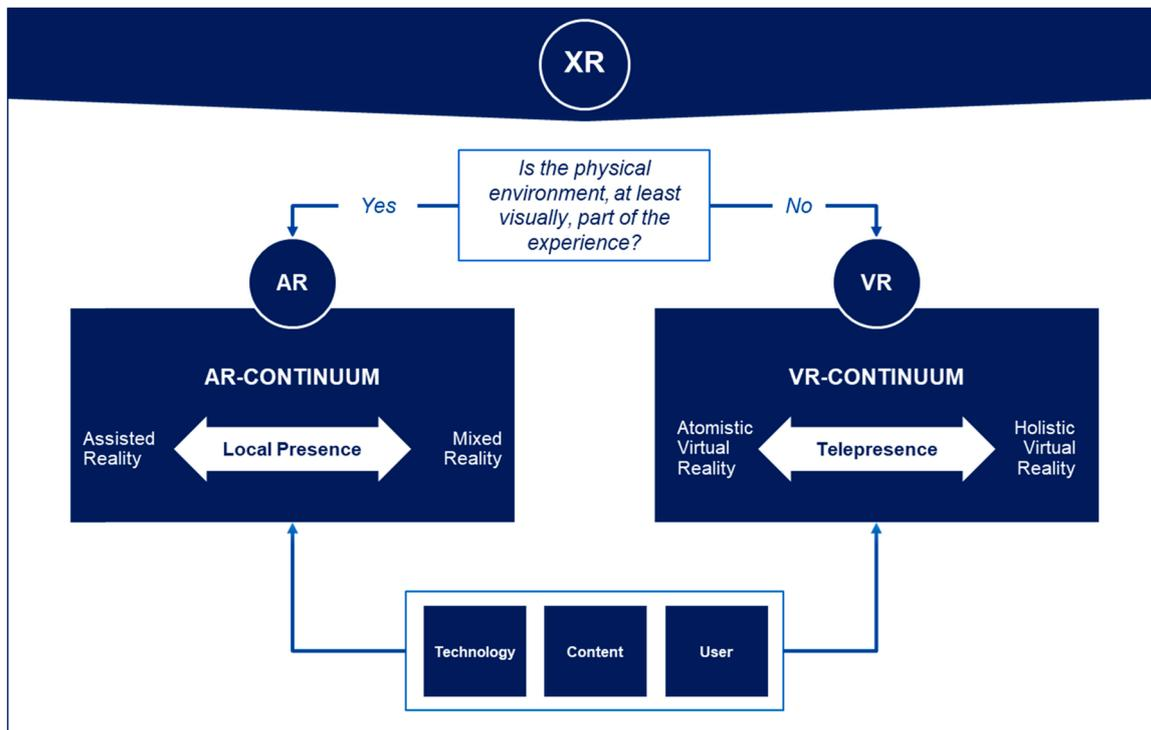 XR
Is the physical
environment, at least
visually, part of the
experience?
Yes
No
AR
VR
AR-CONTINUUM
Assisted
Reality
Local Presence
Mixed
Reality
VR-CONTINUUM
Atomistic
Virtual
Reality
Telepresence
Holistic
Virtual
Reality
Technology
Content
User